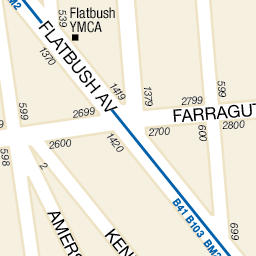 BM2
539
Flatbush
YMCA
1370
FLATBUSH AV
1419
1379
2699
2799
599
FARRAGUT
599
2600
1420
2700
600
2800
598
2
AMERS
KEN
B41 B103 BM2
699